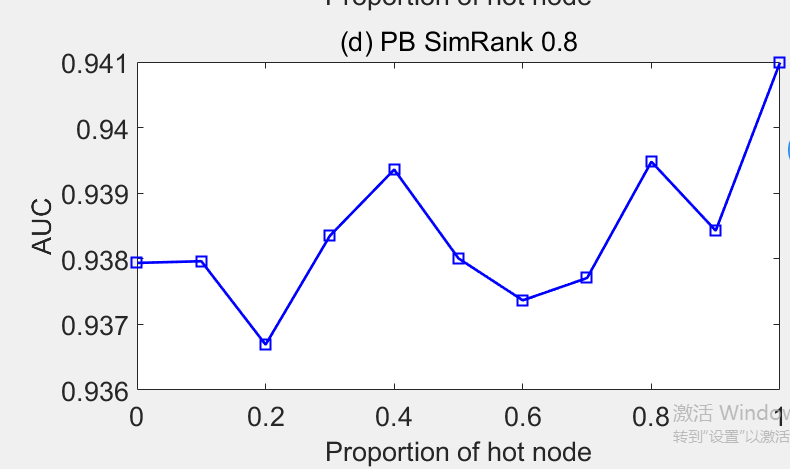 Proportion of hot node
(d) PB SimRank 0.8
0.941
0.94
0.939
0.938
0.937
0.936
AUC
0 0.2 0.4 0.6 0.8 1
Proportion of hot node
激活 Windo
转到"设置"以激活